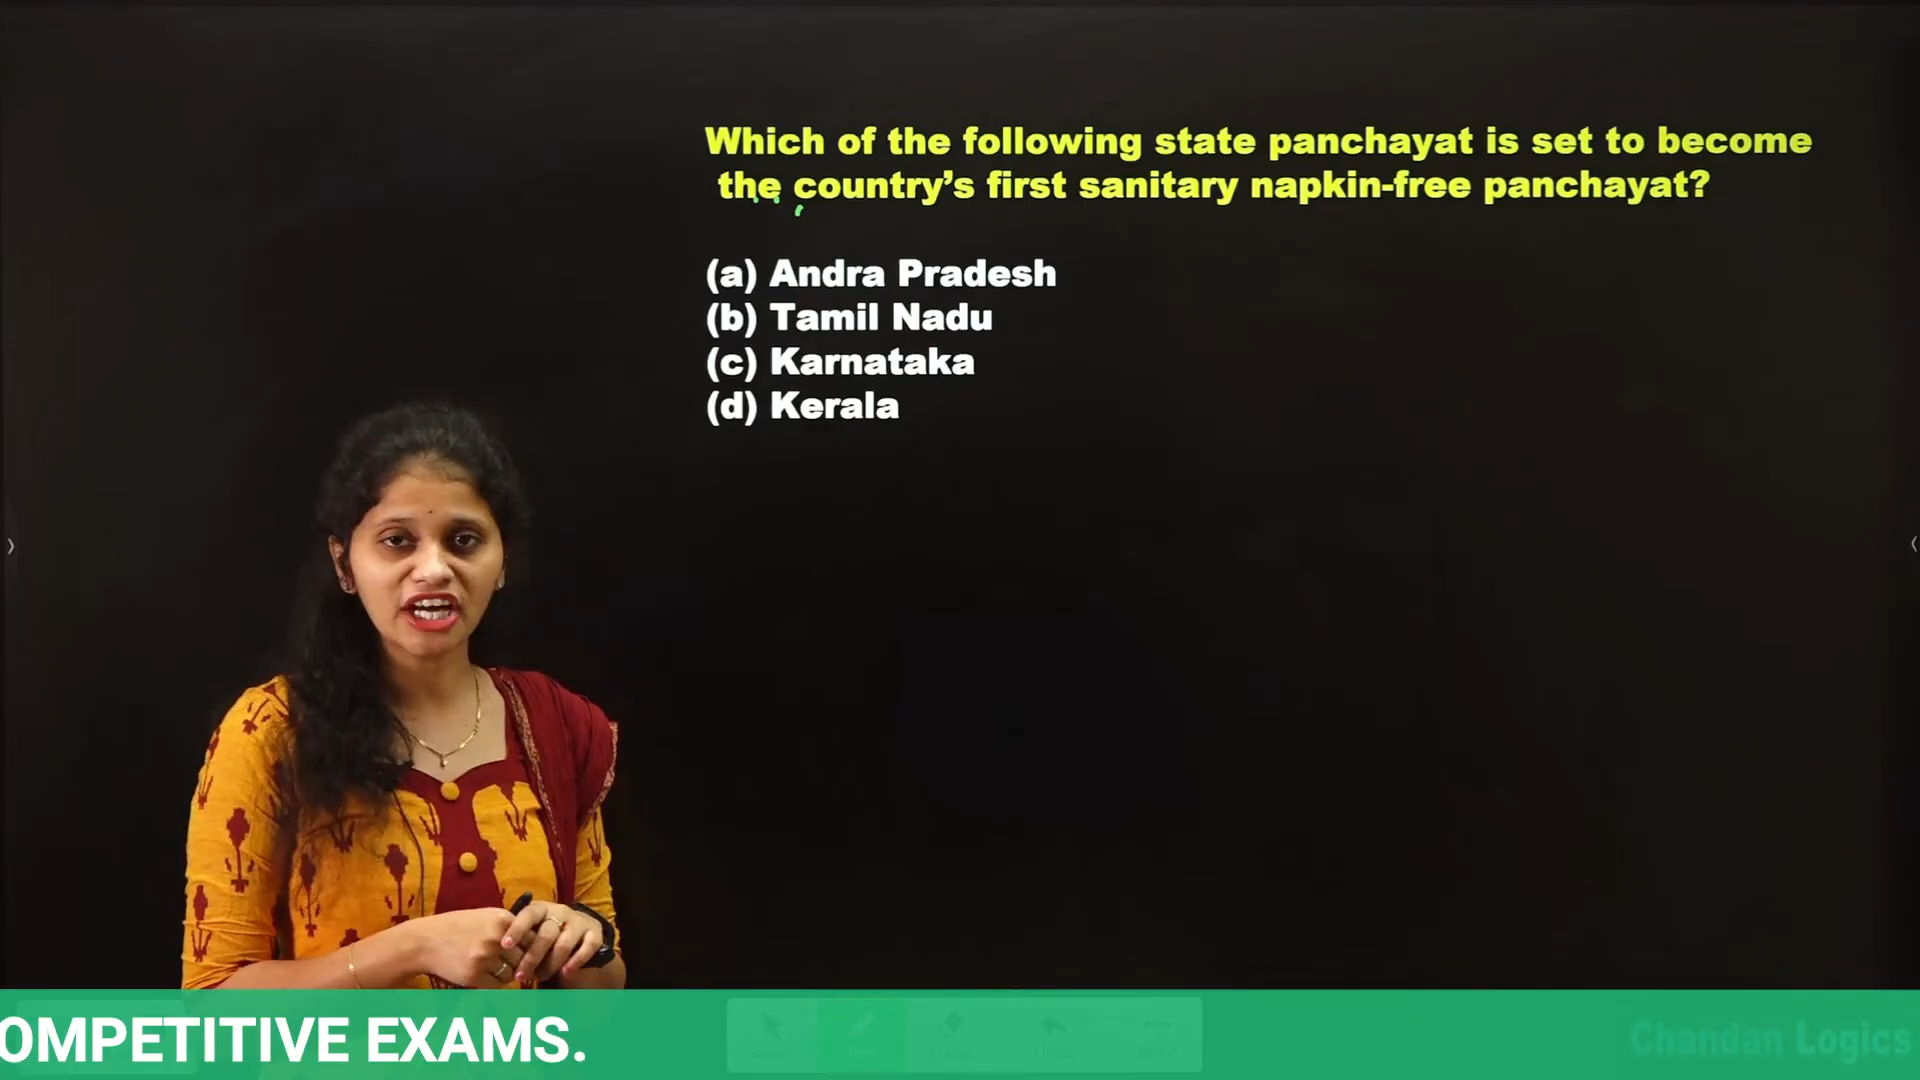 Which of the following state panchayat is set to become
the country’s first sanitary napkin-free panchayat?
(a) Andra Pradesh
(b) Tamil Nadu
(c) Karnataka
(d) Kerala
OMPETITIVE EXAMS.
Chandan Logics